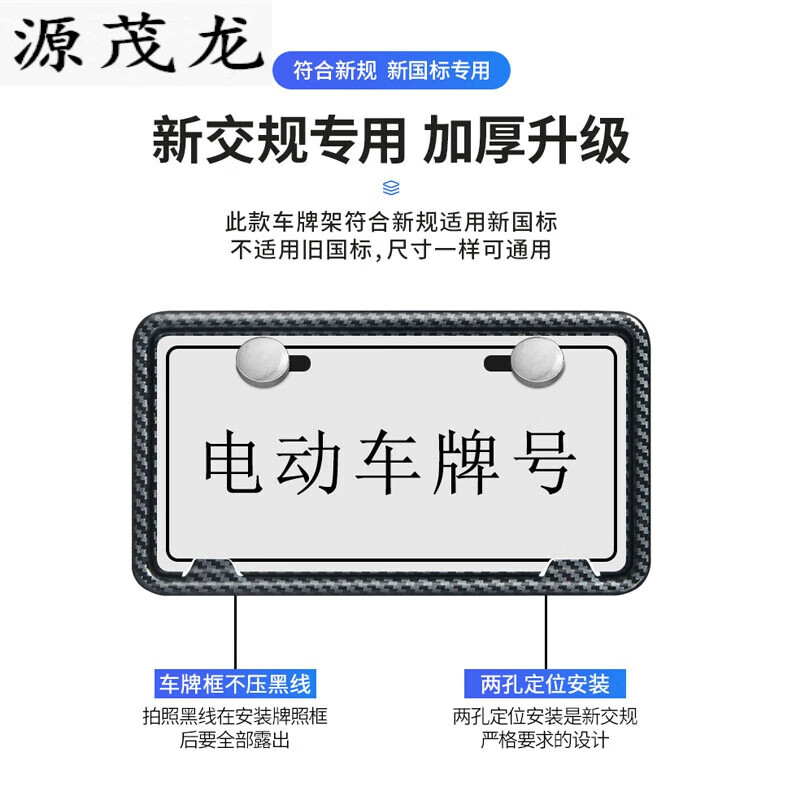 源茂龙
符合新规 新国标专用
新交规专用 加厚升级
此款车牌架符合新规适用新国标
不适用旧国标,尺寸一样可通用
电动车牌号
车牌框不压黑线
拍照黑线在安装牌照框
后要全部露出
两孔定位安装
两孔定位安装是新交规
严格要求的设计